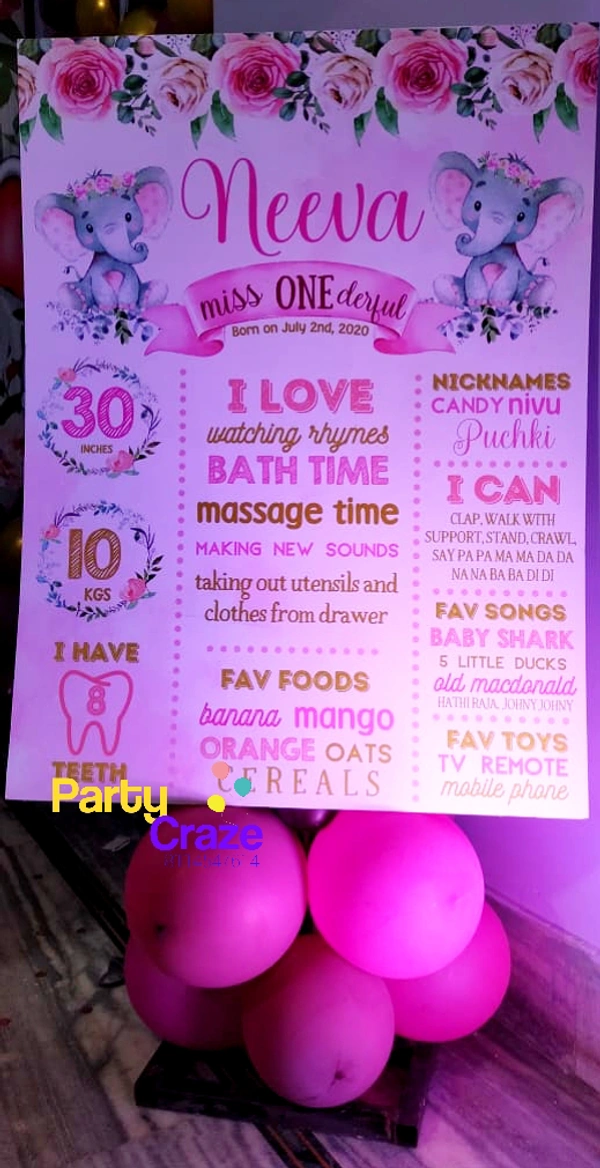 Neeva
miss ONEderful
Born on July 2nd, 2020
30
INCHES
10
KGS
I HAVE
8
TEETH
I LOVE
watching rhymes
BATH TIME
massage time
MAKING NEW SOUNDS
taking out utensils and
clothes from drawer
FAV FOODS
banana mango
ORANGE OATS
CEREALS
NICKNAMES
CANDY nivu
Puchki
I CAN
CLAP, WALK WITH
SUPPORT, STAND, CRAWL,
SAY PA PA MA MA DA DA
NA NA BA BA DI DI
FAV SONGS
BABY SHARK
5 LITTLE DUCKS
old macdonald
HATHI RAJA, JOHNY JOHNY
FAV TOYS
TV REMOTE
mobile phone
Party
Craze